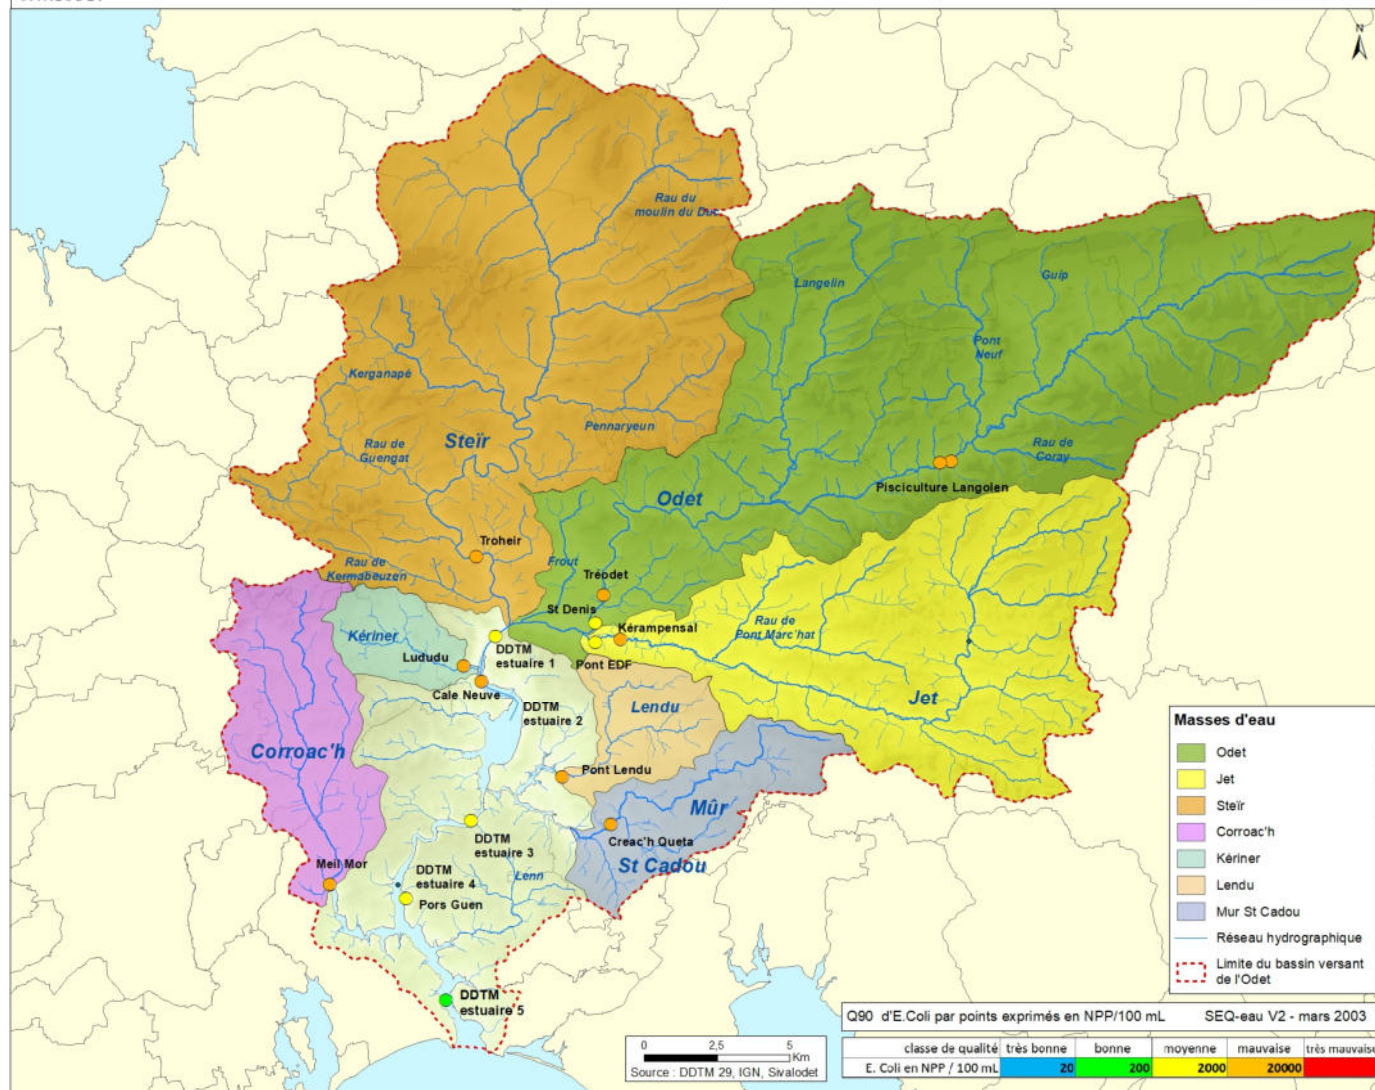 N
Rau du
moulin du Duc
Langelin
Guip
Pont
Neuf
Kerganapé
Pennaryeun
Steïr
Rau de
Guengat
Rau de
Coray
Odet
Pisciculture Langolen
Troheir
Rau de
Kermabeuzen
Frout
Tréodet
St Denis
Kérampensal
Rau de
Pont Marc'hat
Kériner
DDTM
estuaire 1
Pont EDF
Lududu
Cale Neuve
DDTM
estuaire 2
Lendu
Jet
Corroac'h
Pont Lendu
Mûr
DDTM
estuaire 3
Creac'h Queta
St Cadou
Meil Mor
DDTM
estuaire 4
Lenn
Pors Guen
DDTM
estuaire 5
Masses d'eau
Odet
Jet
Steïr
Corroac'h
Kériner
Lendu
Mur St Cadou
Réseau hydrographique
Limite du bassin versant
de l'Odet
0 2,5 5
Km
Source : DDTM 29, IGN, Sivalodet
Q90 d'E.Coli par points exprimés en NPP/100 mL SEQ-eau V2 - mars 2003
classe de qualité très bonne bonne moyenne mauvaise très mauvaise
E. Coli en NPP / 100 mL 20 200 2000 20000